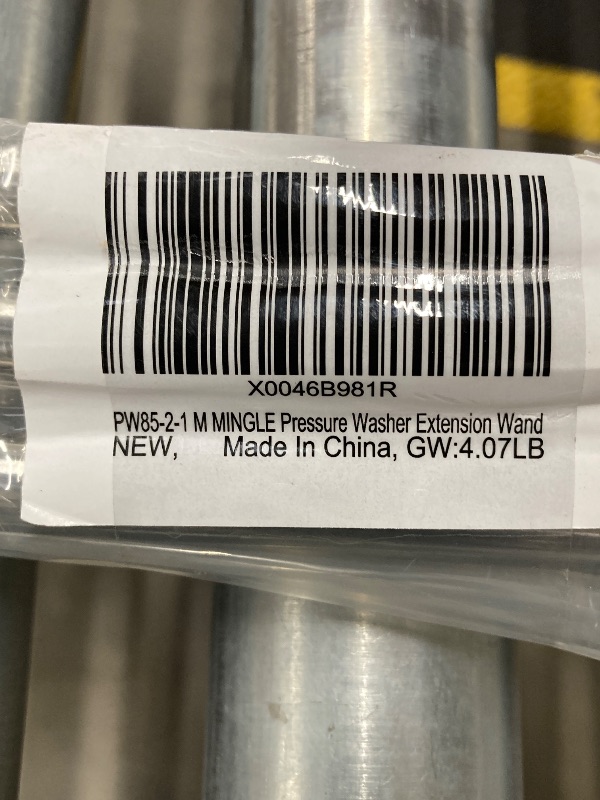 X0046B981R
PW85-2-1 M MINGLE Pressure Washer Extension Wand
NEW, Made In China, GW:4.07LB